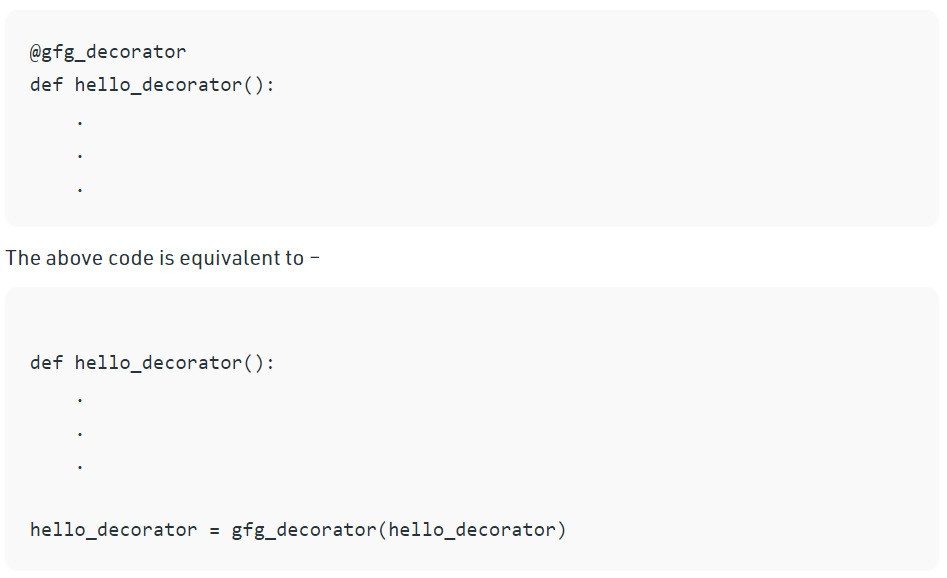 @gfg_decorator
def hello_decorator():
    .
    .
    .
The above code is equivalent to –
def hello_decorator():
    .
    .
    .
hello_decorator = gfg_decorator(hello_decorator)